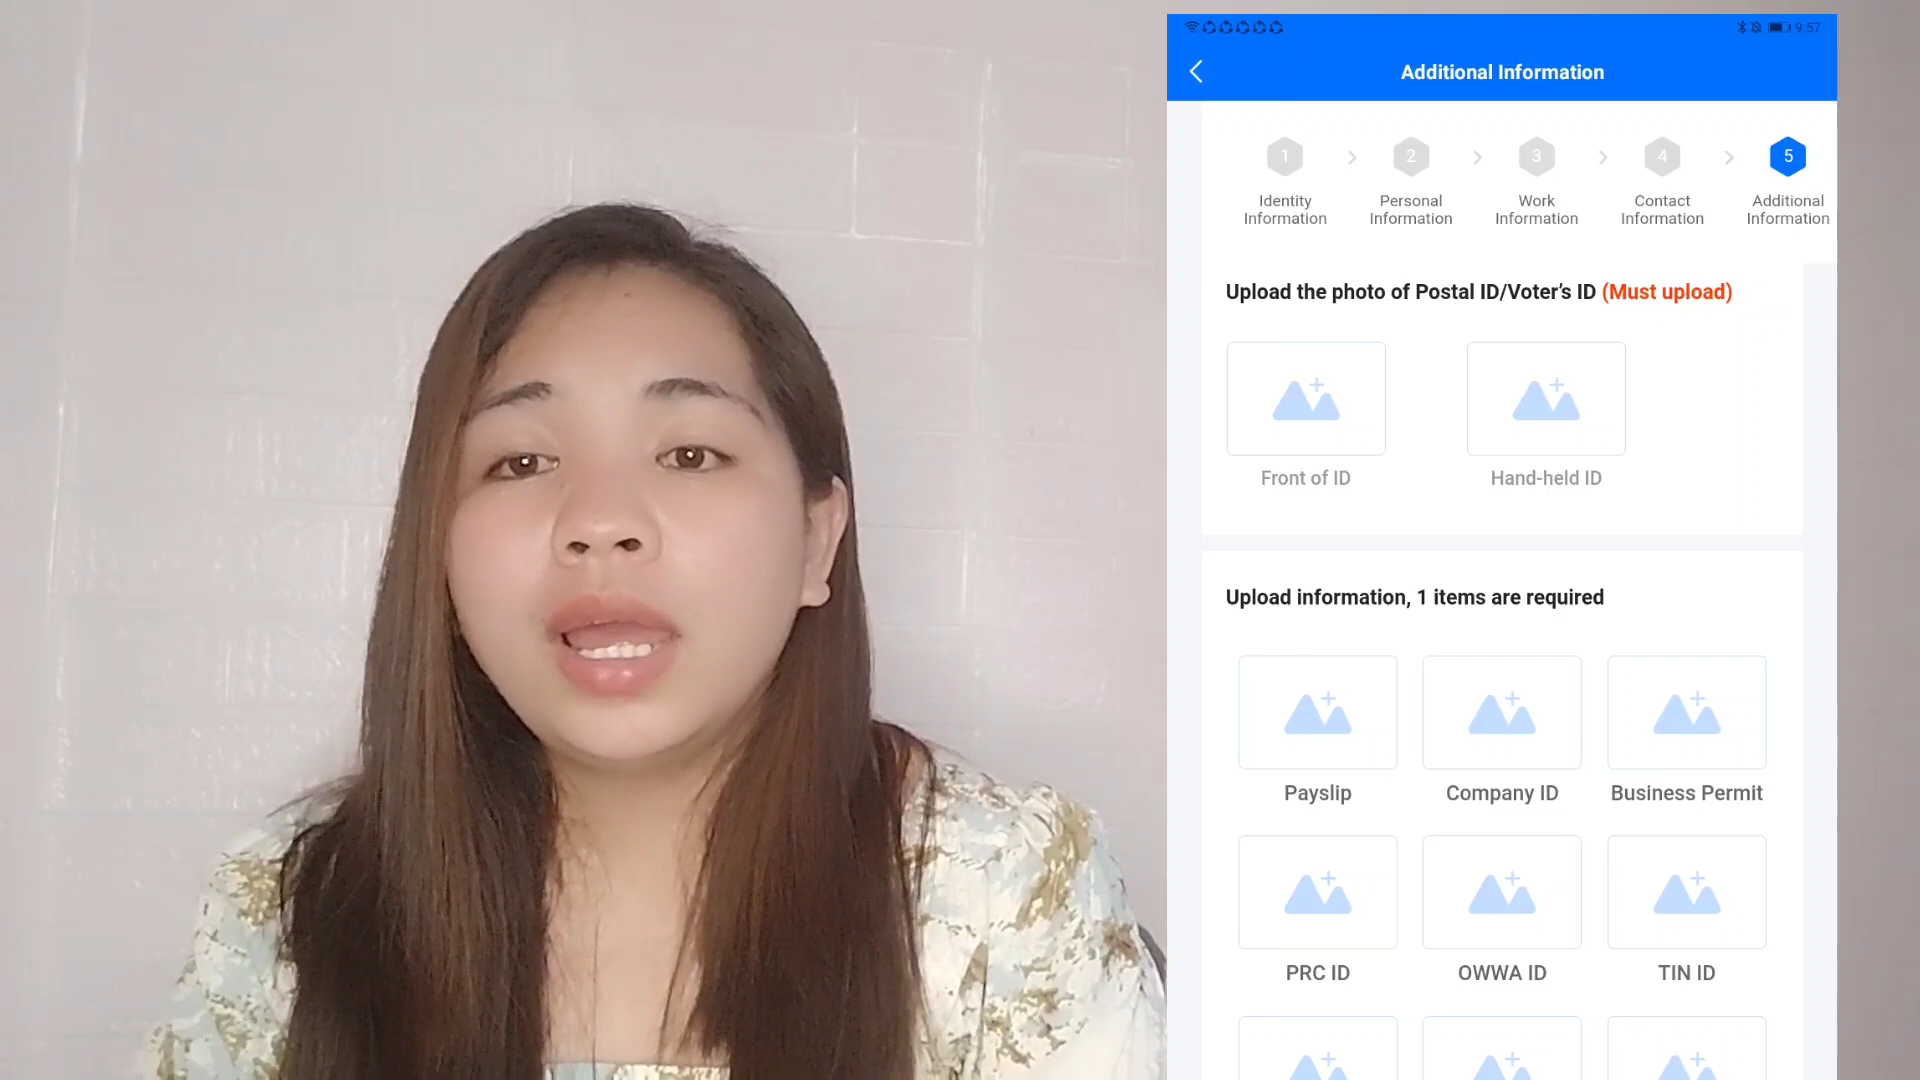 9:57
Additional Information
1
2
3
4
5
Identity Information
Personal Information
Work Information
Contact Information
Additional Information
Upload the photo of Postal ID/Voter's ID (Must upload)
Front of ID
Hand-held ID
Upload information, 1 items are required
Payslip
Company ID
Business Permit
PRC ID
OWWA ID
TIN ID